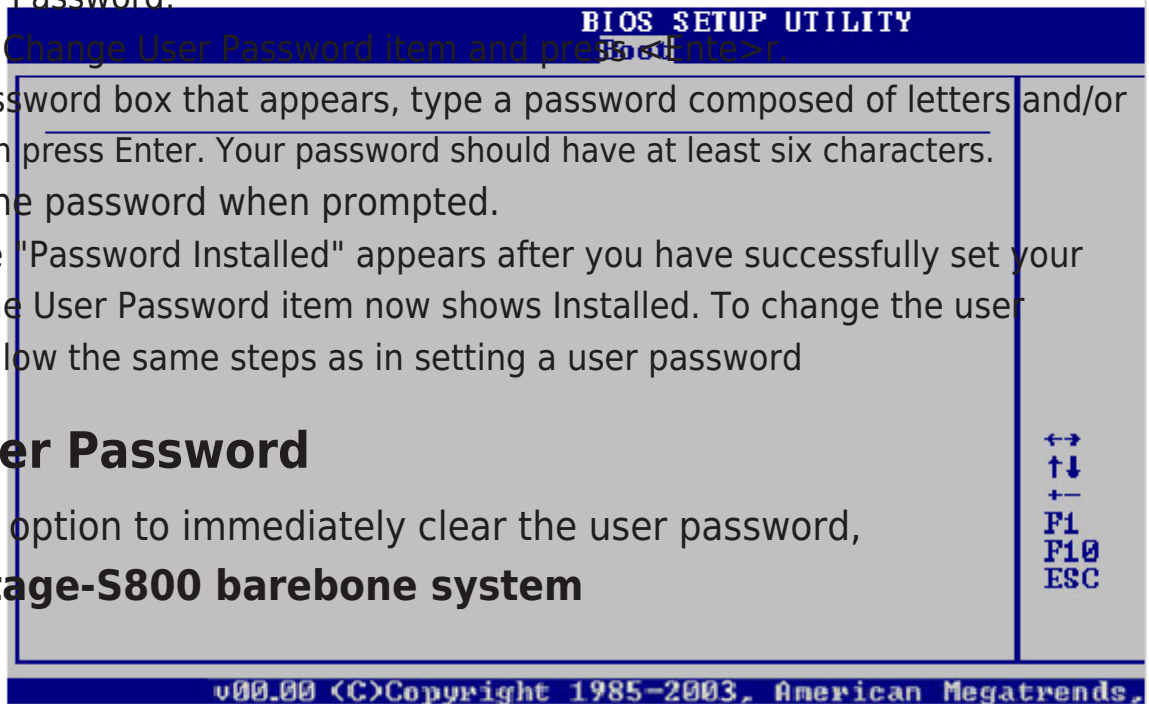 Password.
BIOS SETUP UTILITY
Change User Password item and press <Ente>r.
Boot
ssword box that appears, type a password composed of letters and/or
press Enter. Your password should have at least six characters.
he password when prompted.
"Password Installed" appears after you have successfully set your
e User Password item now shows Installed. To change the user
low the same steps as in setting a user password
er Password
option to immediately clear the user password,
tage-S800 barebone system
←→
↑↓
+-
F1
F10
ESC
v00.00 (C)Copyright 1985-2003, American Megatrends,